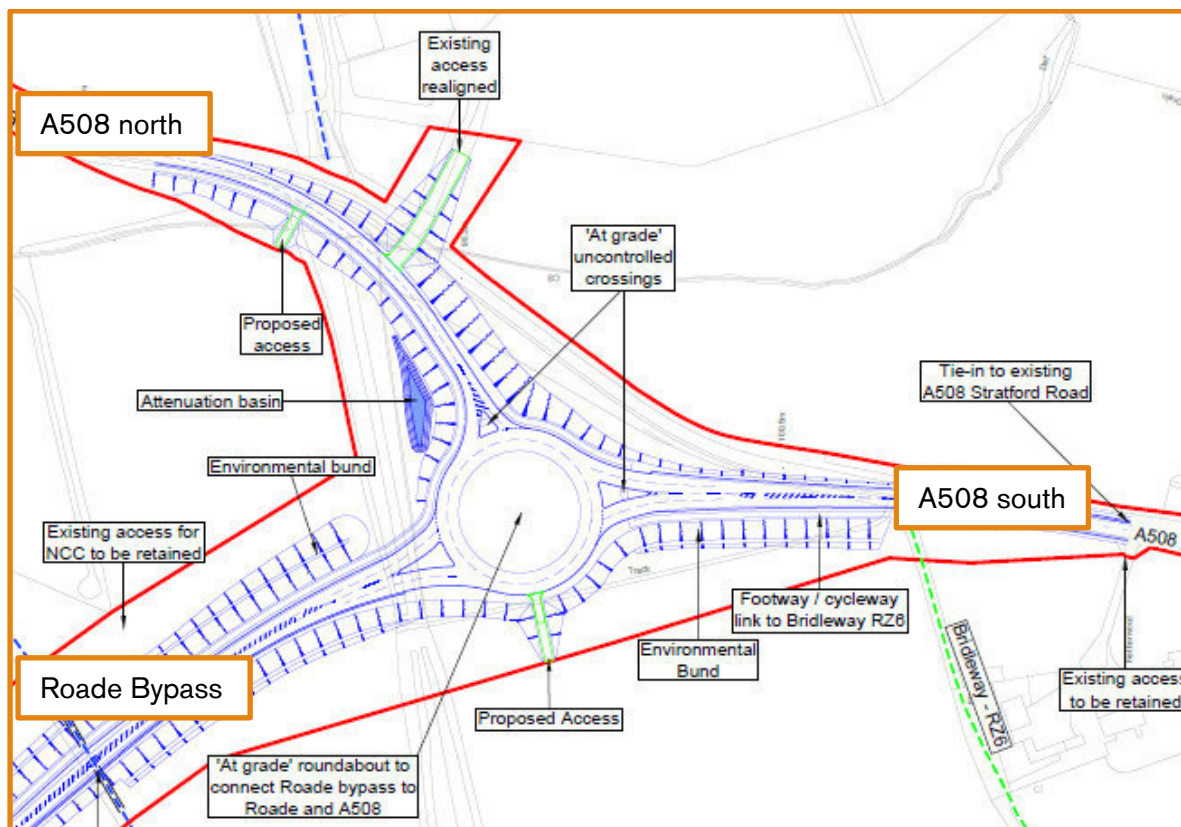 Existing
access
realigned
A508 north
'At grade'
uncontrolled
crossings
Proposed
access
Tie-in to existing
A508 Stratford Road
Attenuation basin
Environmental bund
A508 south
Existing access for
NCC to be retained
A508
Track
Footway / cycleway
link to Bridleway RZ6
Environmental
Bund
Bridleway - RZ6
Roade Bypass
Existing access
to be retained
Proposed Access
'At grade' roundabout to
connect Roade bypass to
Roade and A508